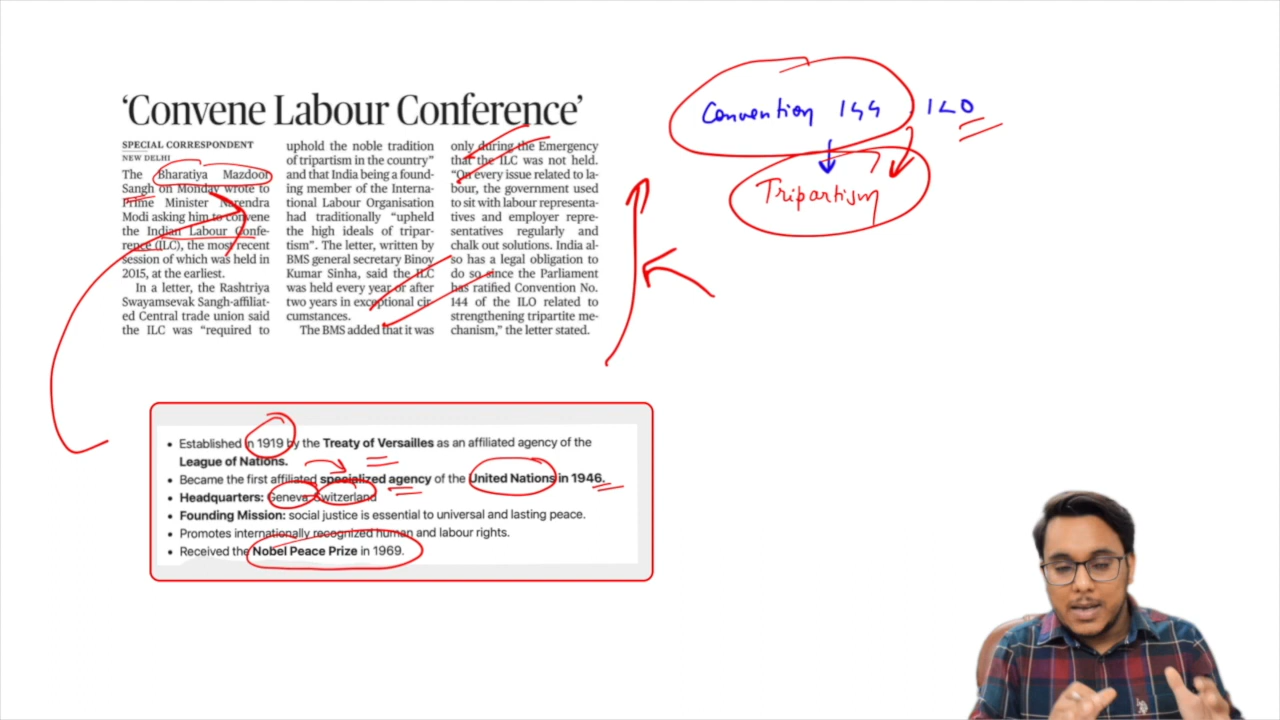 ‘Convene Labour Conference’
SPECIAL CORRESPONDENT
NEW DELHI
The Bharatiya Mazdoor
Sangh on Monday wrote to
Prime Minister Narendra
Modi asking him to convene
the Indian Labour Confe-
rence (ILC), the most recent
session of which was held in
2015, at the earliest.
In a letter, the Rashtriya
Swayamsevak Sangh-affiliat-
ed Central trade union said
the ILC was “required to
uphold the noble tradition
of tripartism in the country”
and that India being a found-
ing member of the Interna-
tional Labour Organisation
had traditionally “upheld
the high ideals of tripar-
tism”. The letter, written by
BMS general secretary Binoy
Kumar Sinha, said the ILC
was held every year or after
two years in exceptional cir-
cumstances.
The BMS added that it was
only during the Emergency
that the ILC was not held.
“On every issue related to la-
bour, the government used
to sit with labour representa-
tives and employer repre-
sentatives regularly and
chalk out solutions. India al-
so has a legal obligation to
do so since the Parliament
has ratified Convention No.
144 of the ILO related to
strengthening tripartite me-
chanism,” the letter stated.
Convention 144 ILO
Tripartism
• Established in 1919 by the Treaty of Versailles as an affiliated agency of the
League of Nations.
• Became the first affiliated specialized agency of the United Nations in 1946.
• Headquarters: Geneva Switzerland
• Founding Mission: social justice is essential to universal and lasting peace.
• Promotes internationally recognized human and labour rights.
• Received the Nobel Peace Prize in 1969.